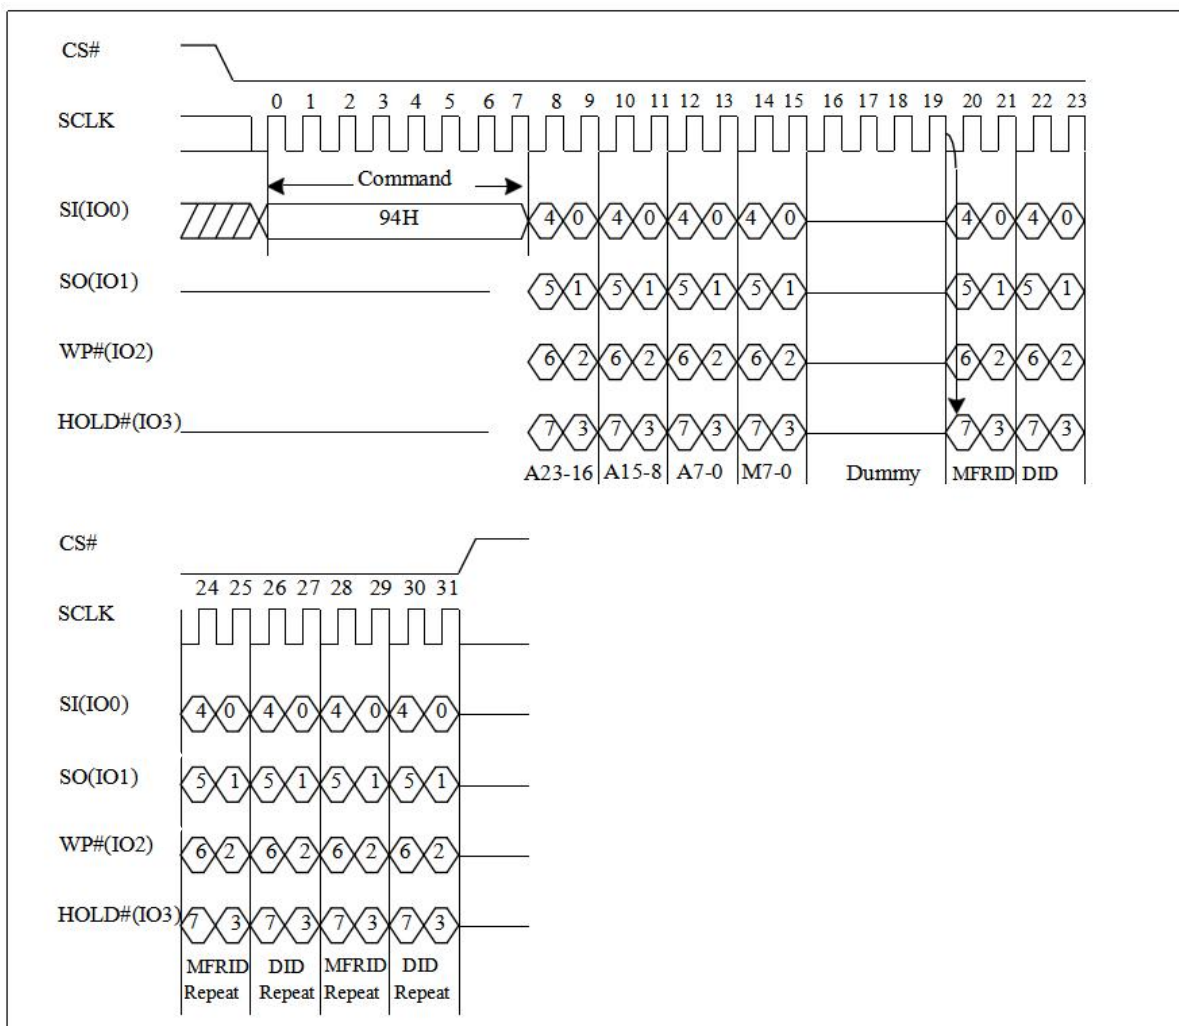 CS#
0 1 2 3 4 5 6 7 8 9 10 11 12 13 14 15 16 17 18 19 20 21 22 23
SCLK
Command
SI(IO0) 94H 4 0 4 0 4 0 4 0 4 0 4 0
SO(IO1) 5 1 5 1 5 1 5 1 5 1 5 1
WP#(IO2) 6 2 6 2 6 2 6 2 6 2 6 2
HOLD#(IO3) 7 3 7 3 7 3 7 3 7 3 7 3
A23-16 A15-8 A7-0 M7-0 Dummy MFRID DID
CS#
24 25 26 27 28 29 30 31
SCLK
SI(IO0) 4 0 4 0 4 0 4 0
SO(IO1) 5 1 5 1 5 1 5 1
WP#(IO2) 6 2 6 2 6 2 6 2
HOLD#(IO3) 7 3 7 3 7 3 7 3
MFRID DID MFRID DID
Repeat Repeat Repeat Repeat